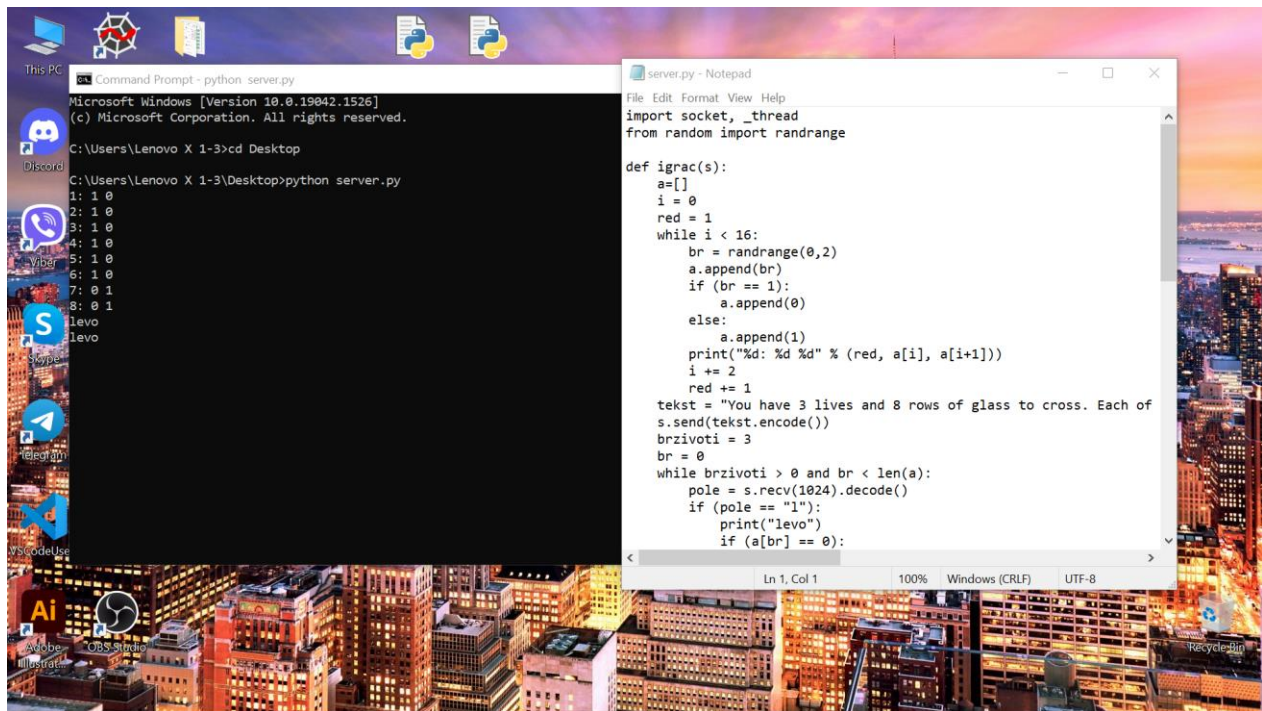 This PC
Discord
Viber
Skype
Telegram
VSCodeUse
Ai
Adobe
Illustrat...
OBS Studio
Command Prompt - python server.py
Microsoft Windows [Version 10.0.19042.1526]
(c) Microsoft Corporation. All rights reserved.
C:\Users\Lenovo X 1-3>cd Desktop
C:\Users\Lenovo X 1-3\Desktop>python server.py
1: 1 0
2: 1 0
3: 1 0
4: 1 0
5: 1 0
6: 1 0
7: 0 1
8: 0 1
levo
levo
server.py - Notepad
File Edit Format View Help
import socket, _thread
from random import randrange
def igrac(s):
    a=[]
    i = 0
    red = 1
    while i < 16:
        br = randrange(0,2)
        a.append(br)
        if (br == 1):
            a.append(0)
        else:
            a.append(1)
        print("%d: %d %d" % (red, a[i], a[i+1]))
        i += 2
        red += 1
    tekst = "You have 3 lives and 8 rows of glass to cross. Each of
    s.send(tekst.encode())
    brzivoti = 3
    br = 0
    while brzivoti > 0 and br < len(a):
        pole = s.recv(1024).decode()
        if (pole == "l"):
            print("levo")
            if (a[br] == 0):
Ln 1, Col 1 100% Windows (CRLF) UTF-8
Recycle Bin